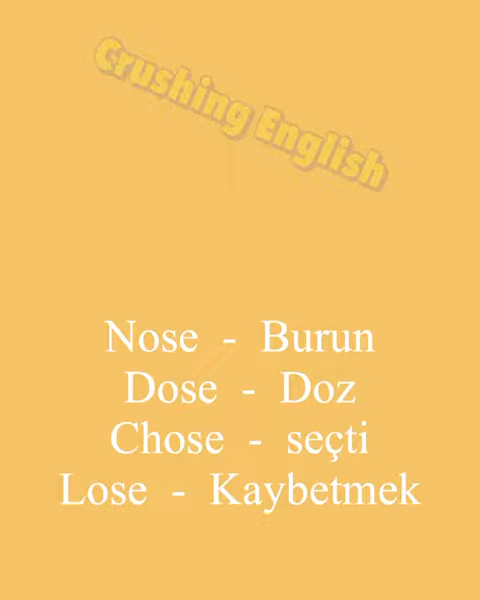 Crushing English
Nose - Burun
Dose - Doz
Chose - seçti
Lose - Kaybetmek